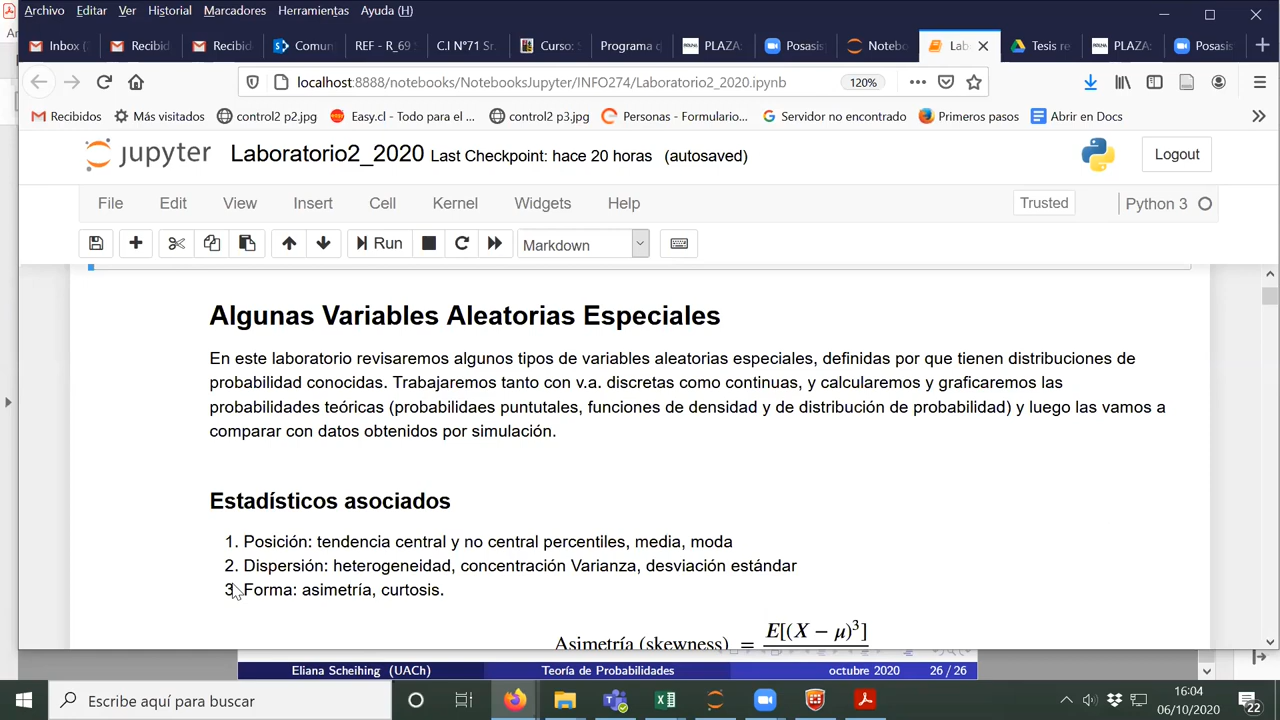 Archivo Editar Ver Historial Marcadores Herramientas Ayuda (H)
Inbox ( Recibid Recibid Comun REF - R_69 CJ N°71 Sr. Curso: Programa c PLAZA: Posasis Notebo Lab Tesis re PLAZA: Posasis
localhost:8888/notebooks/NotebooksJupyter/INFO274/Laboratorio2_2020.ipynb 120%
Recibidos Más visitados control2 p2.jpg Easy.cl - Todo para el ... control2 p3.jpg Personas - Formulario... Servidor no encontrado Primeros pasos Abrir en Docs
jupyter Laboratorio2_2020 Last Checkpoint: hace 20 horas (autosaved) Logout
File Edit View Insert Cell Kernel Widgets Help Trusted Python 3
Run Markdown
Algunas Variables Aleatorias Especiales
En este laboratorio revisaremos algunos tipos de variables aleatorias especiales, definidas por que tienen distribuciones de
probabilidad conocidas. Trabajaremos tanto con v.a. discretas como continuas, y calcularemos y graficaremos las
probabilidades teóricas (probabilidaes puntutales, funciones de densidad y de distribución de probabilidad) y luego las vamos a
comparar con datos obtenidos por simulación.
Estadísticos asociados
1. Posición: tendencia central y no central percentiles, media, moda
2. Dispersión: heterogeneidad, concentración Varianza, desviación estándar
3. Forma: asimetría, curtosis.
Asimetría (skewness) = E[(X − μ)³]
Eliana Scheihing (UACh) Teoría de Probabilidades octubre 2020 26 / 26
Escribe aquí para buscar
16:04
06/10/2020
22